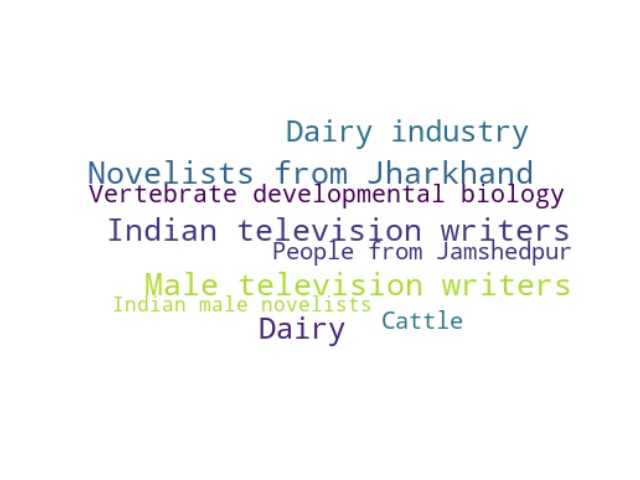 Dairy industry
Novelists from Jharkhand
Vertebrate developmental biology
Indian television writers
People from Jamshedpur
Male television writers
Indian male novelists
Cattle
Dairy